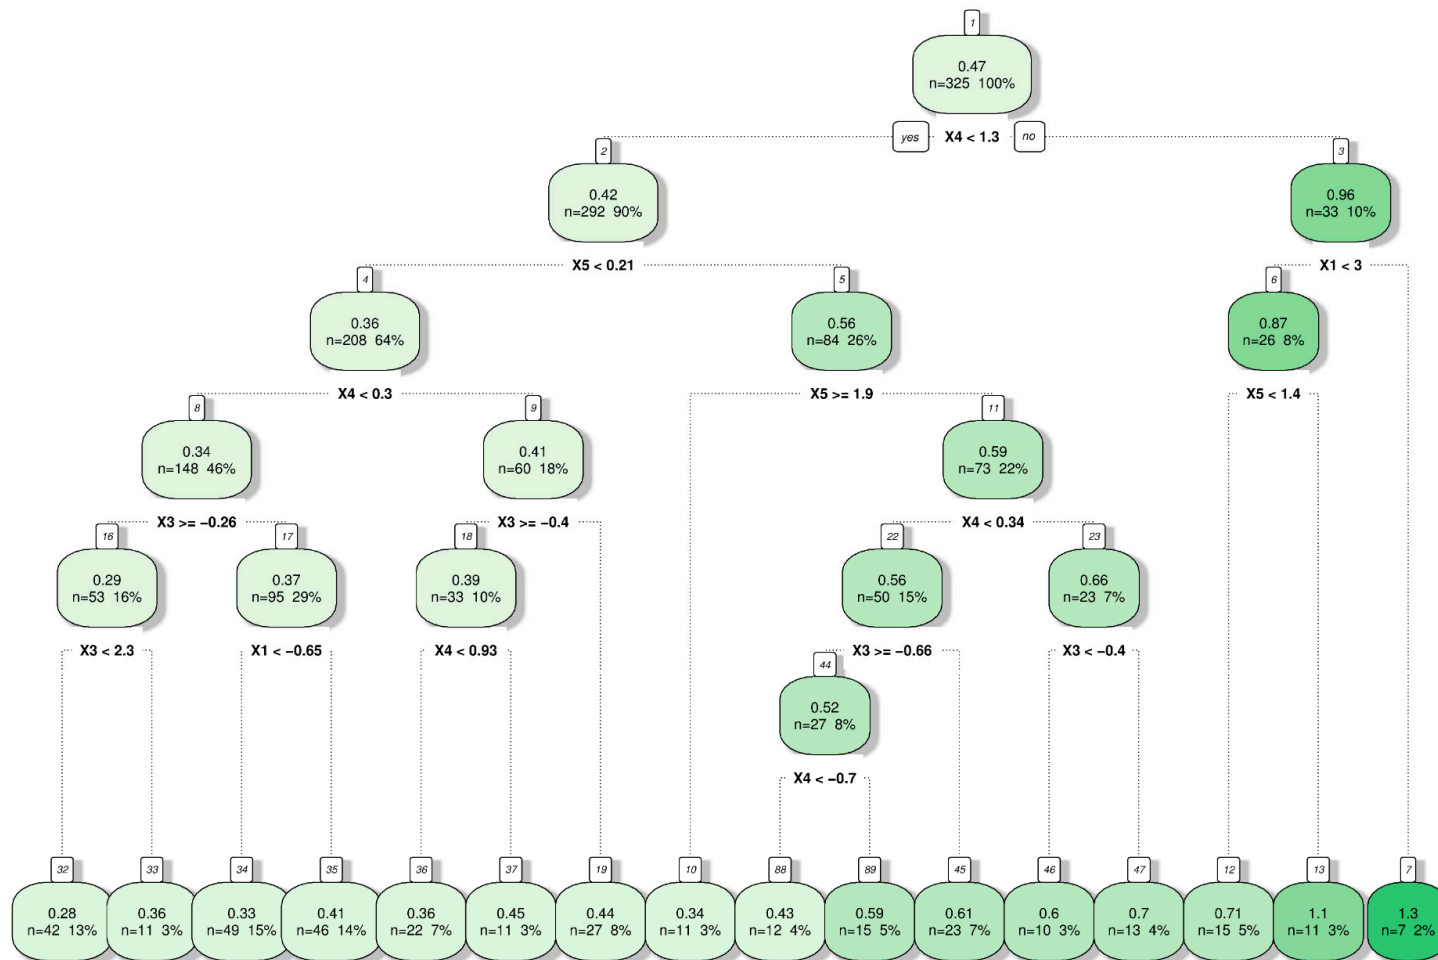 1
0.47
n=325 100%
yes X4 < 1.3 no
2
3
0.42
n=292 90%
0.96
n=33 10%
X5 < 0.21
X1 < 3
4
5
6
0.36
n=208 64%
0.56
n=84 26%
0.87
n=26 8%
X4 < 0.3
X5 >= 1.9
X5 < 1.4
8
9
11
0.34
n=148 46%
0.41
n=60 18%
0.59
n=73 22%
X3 >= −0.26
X3 >= −0.4
X4 < 0.34
16
17
18
22
23
0.29
n=53 16%
0.37
n=95 29%
0.39
n=33 10%
0.56
n=50 15%
0.66
n=23 7%
X3 < 2.3
X1 < −0.65
X4 < 0.93
X3 >= −0.66
X3 < −0.4
44
0.52
n=27 8%
X4 < −0.7
32
33
34
35
36
37
19
10
88
89
45
46
47
12
13
7
0.28
n=42 13%
0.36
n=11 3%
0.33
n=49 15%
0.41
n=46 14%
0.36
n=22 7%
0.45
n=11 3%
0.44
n=27 8%
0.34
n=11 3%
0.43
n=12 4%
0.59
n=15 5%
0.61
n=23 7%
0.6
n=10 3%
0.7
n=13 4%
0.71
n=15 5%
1.1
n=11 3%
1.3
n=7 2%